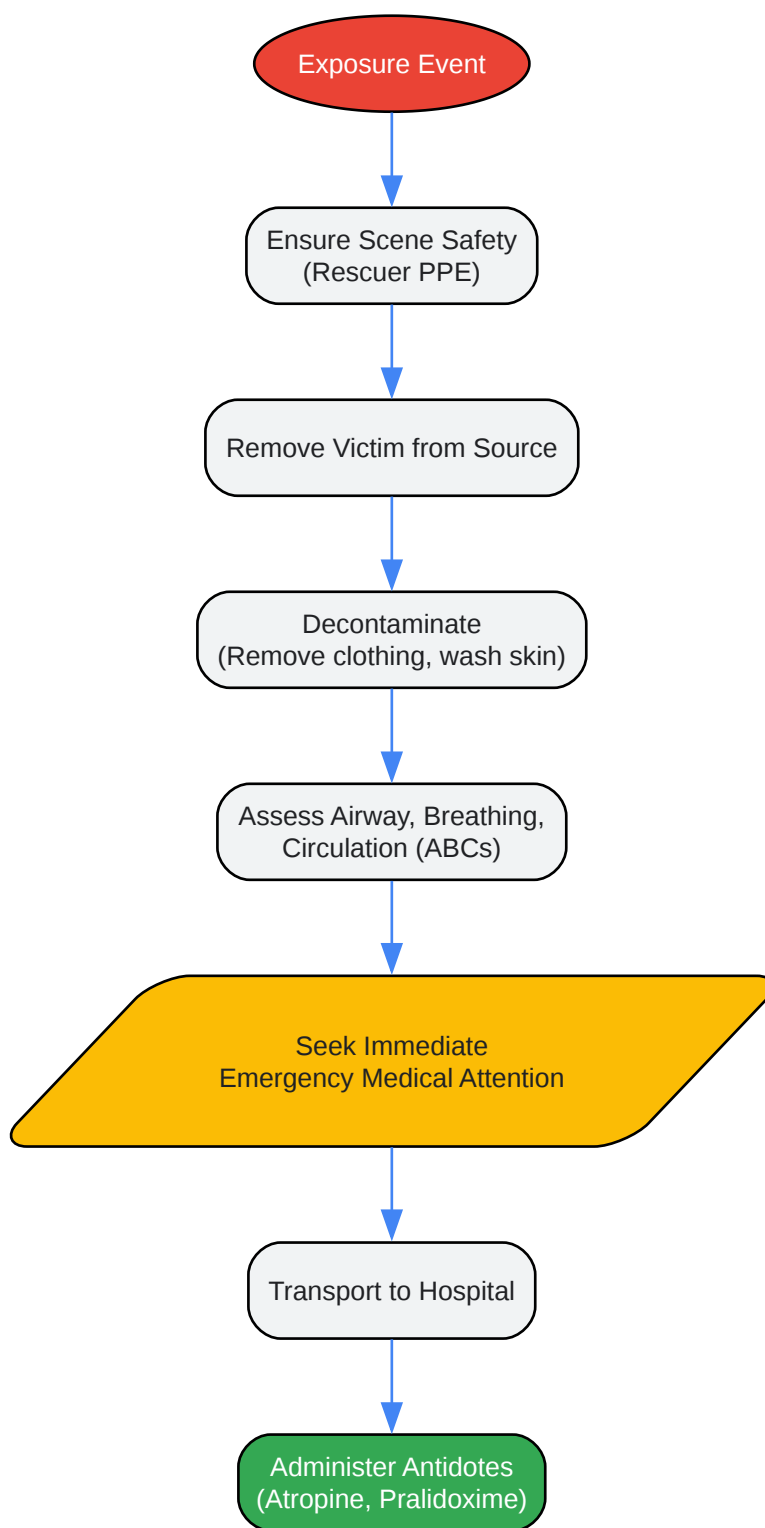 Exposure Event
Ensure Scene Safety
(Rescuer PPE)
Remove Victim from Source
Decontaminate
(Remove clothing, wash skin)
Assess Airway, Breathing,
Circulation (ABCs)
Seek Immediate
Emergency Medical Attention
Transport to Hospital
Administer Antidotes
(Atropine, Pralidoxime)